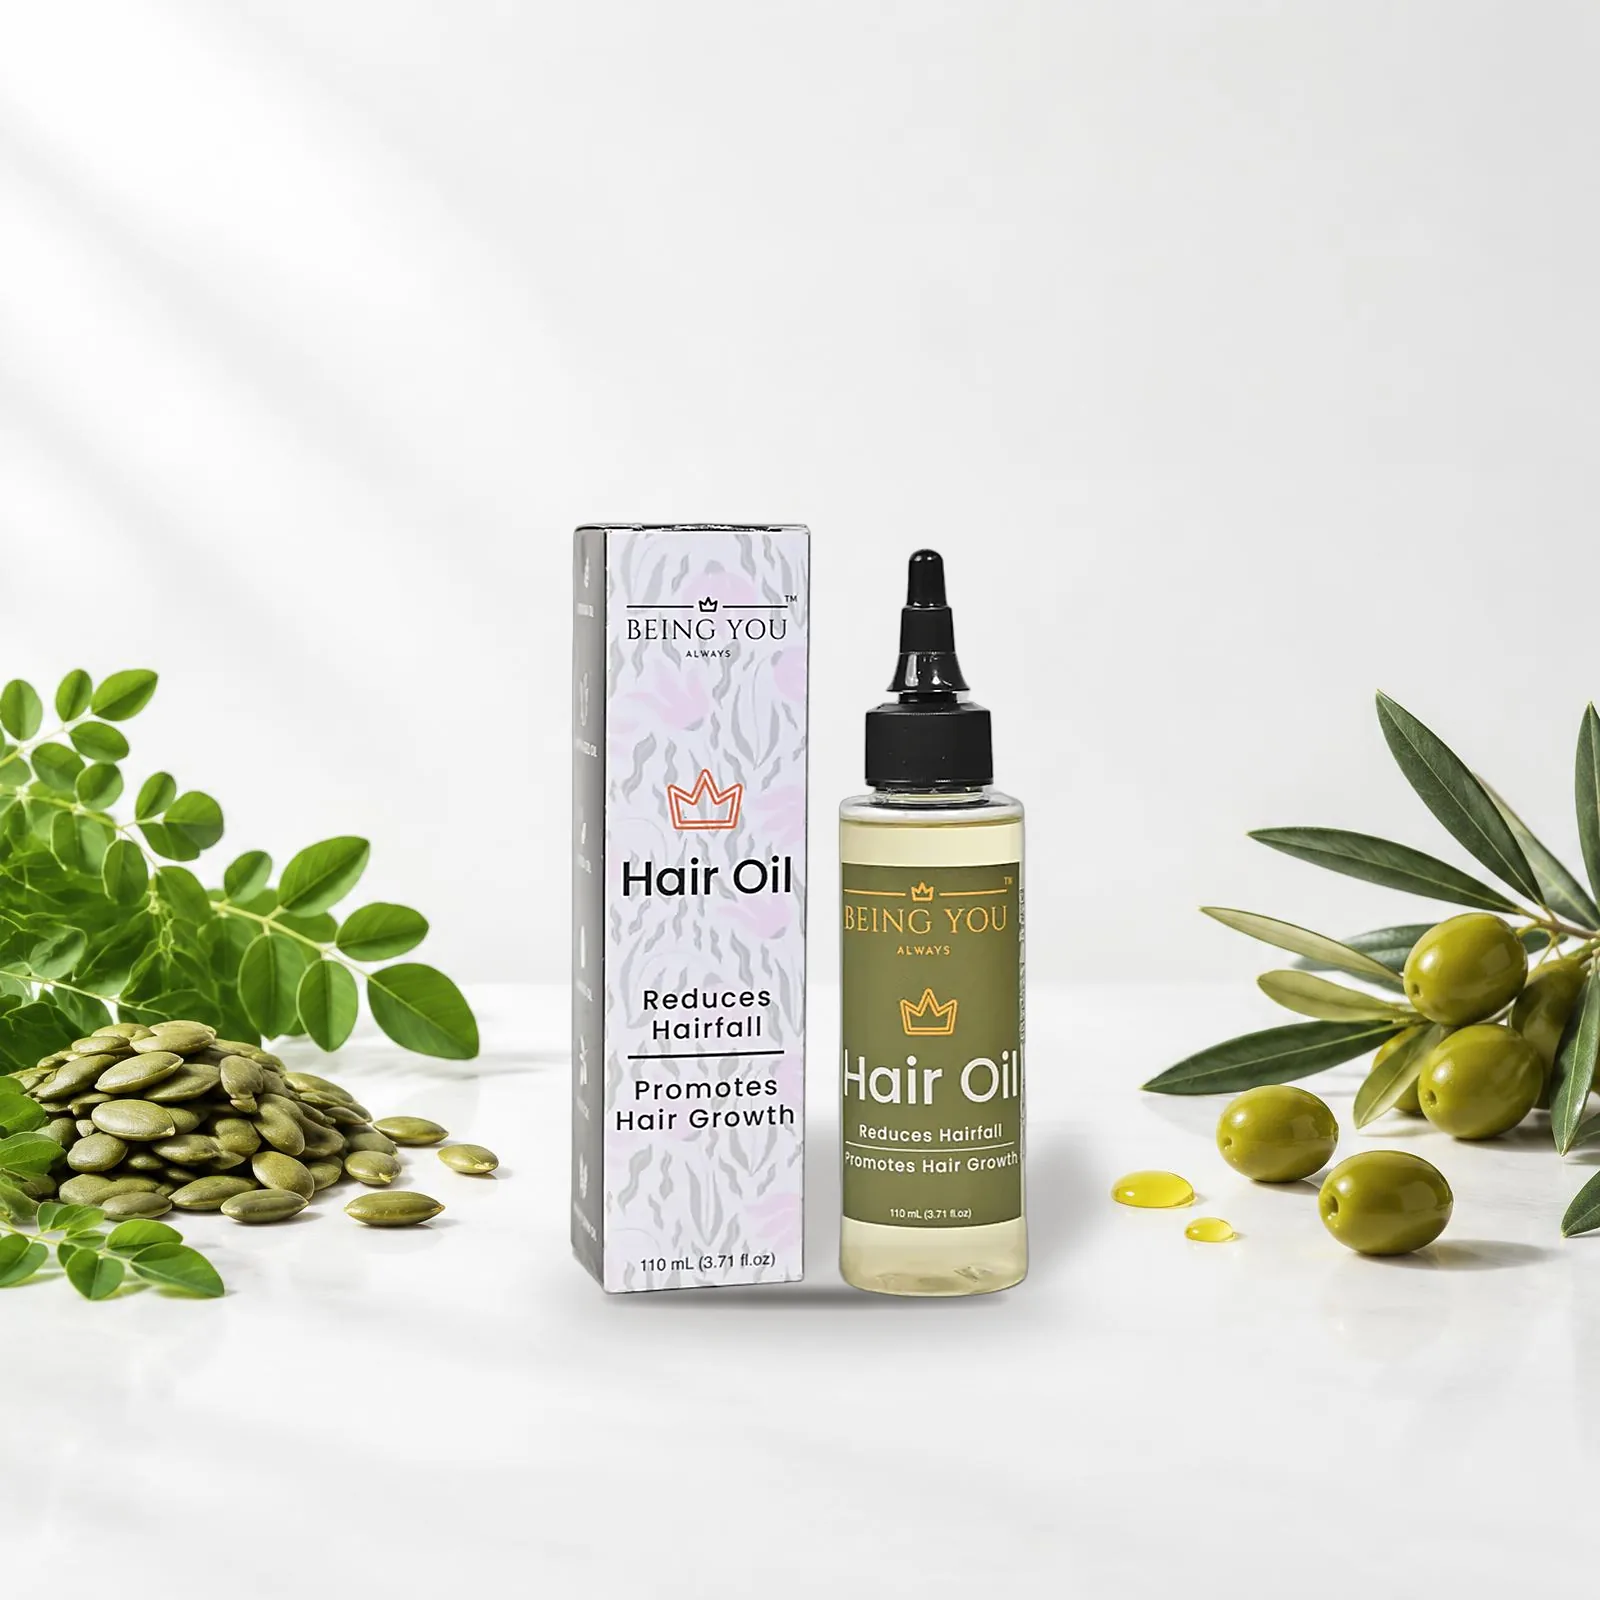 TM
BEING YOU
ALWAYS
Hair Oil
Reduces
Hairfall
Promotes
Hair Growth
110 mL (3.71 fl.oz)
TM
BEING YOU
ALWAYS
Hair Oil
Reduces Hairfall
Promotes Hair Growth
110 mL (3.71 fl.oz)